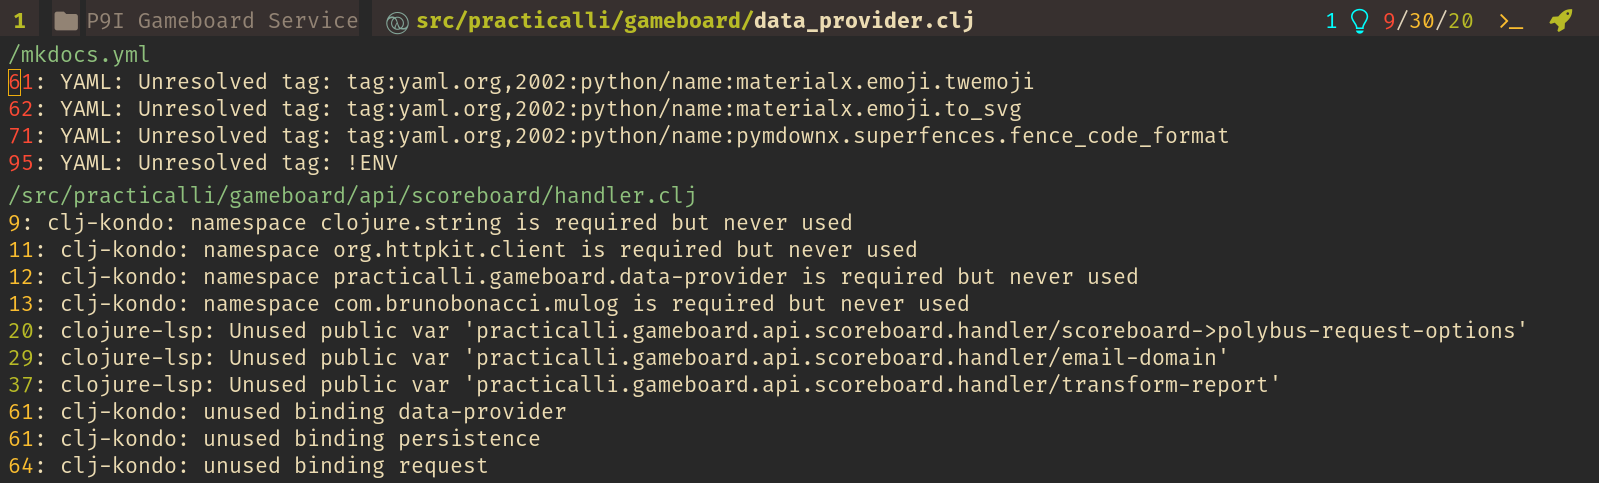 1 P9I Gameboard Service src/practicalli/gameboard/data_provider.clj 1 9/30/20
/mkdocs.yml
61: YAML: Unresolved tag: tag:yaml.org,2002:python/name:materialx.emoji.twemoji
62: YAML: Unresolved tag: tag:yaml.org,2002:python/name:materialx.emoji.to_svg
71: YAML: Unresolved tag: tag:yaml.org,2002:python/name:pymdownx.superfences.fence_code_format
95: YAML: Unresolved tag: !ENV
/src/practicalli/gameboard/api/scoreboard/handler.clj
9: clj-kondo: namespace clojure.string is required but never used
11: clj-kondo: namespace org.httpkit.client is required but never used
12: clj-kondo: namespace practicalli.gameboard.data-provider is required but never used
13: clj-kondo: namespace com.brunobonacci.mulog is required but never used
20: clojure-lsp: Unused public var 'practicalli.gameboard.api.scoreboard.handler/scoreboard->polybus-request-options'
29: clojure-lsp: Unused public var 'practicalli.gameboard.api.scoreboard.handler/email-domain'
37: clojure-lsp: Unused public var 'practicalli.gameboard.api.scoreboard.handler/transform-report'
61: clj-kondo: unused binding data-provider
61: clj-kondo: unused binding persistence
64: clj-kondo: unused binding request